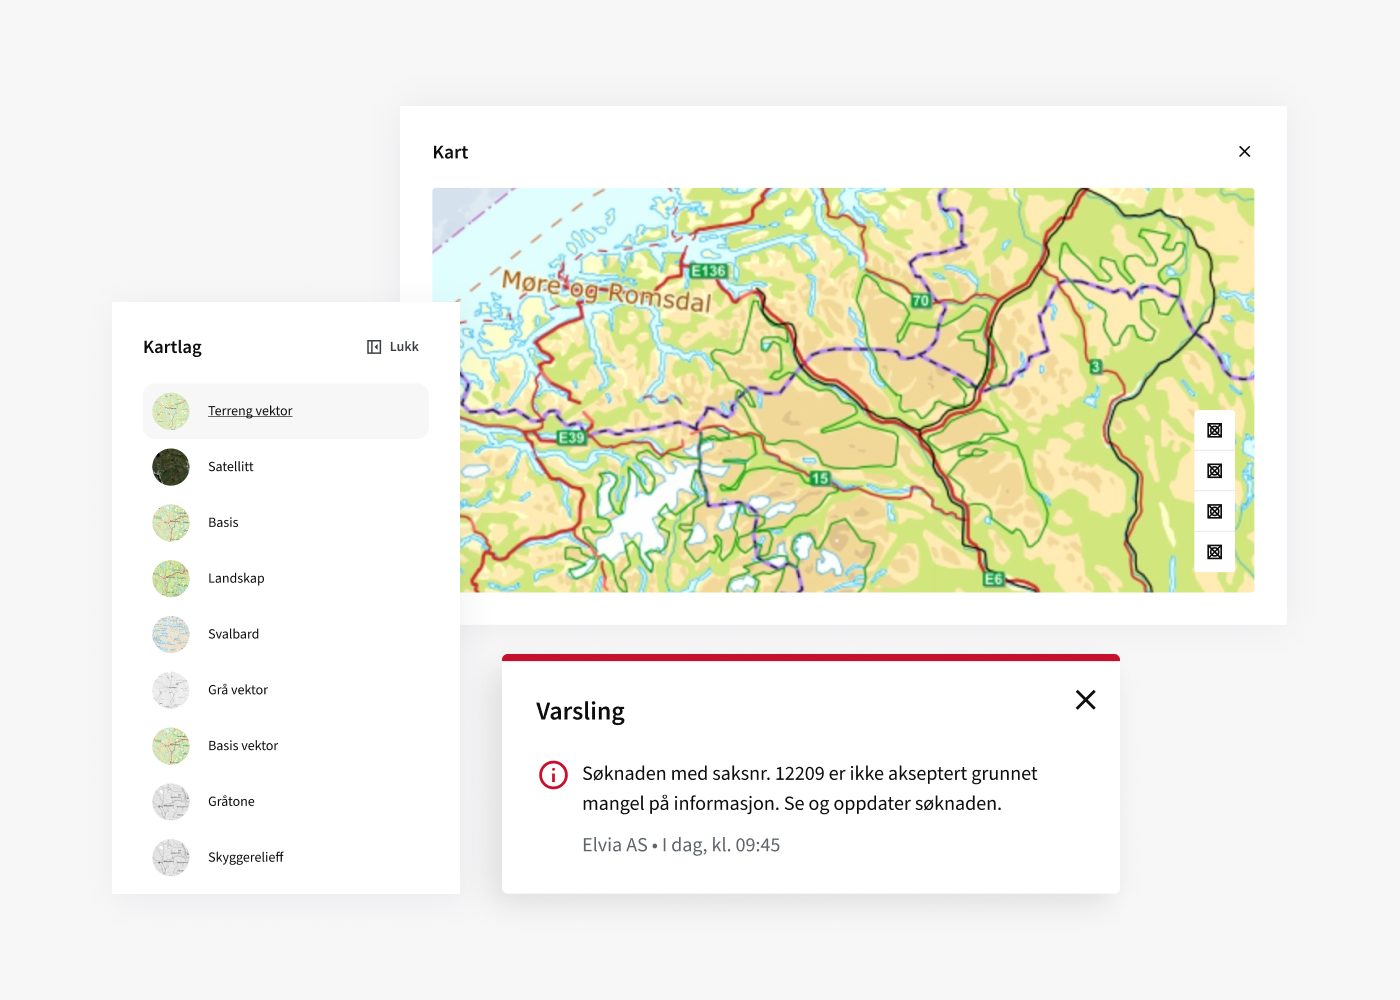 Kart
E136
Møre og Romsdal
70
3
E39
15
E6
Kartlag
Lukk
Terreng vektor
Satellitt
Basis
Landskap
Svalbard
Grå vektor
Basis vektor
Gråtone
Skyggerelieff
Varsling
Søknaden med saksnr. 12209 er ikke akseptert grunnet
mangel på informasjon. Se og oppdater søknaden.
Elvia AS • I dag, kl. 09:45